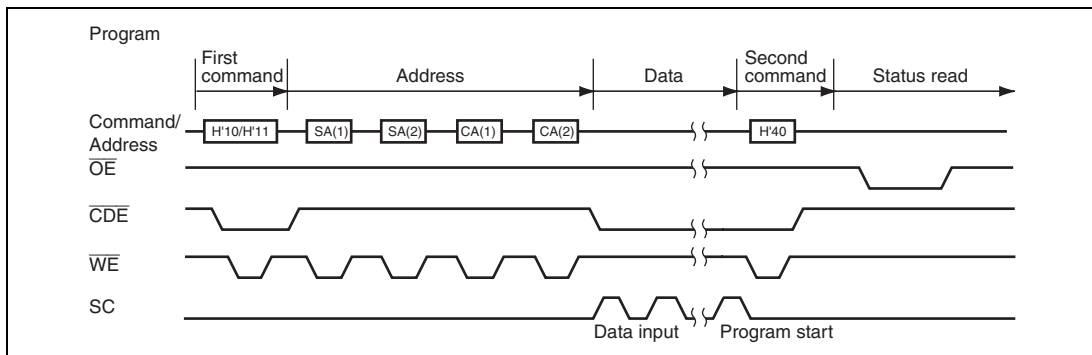 Program
First command
Address
Data
Second command
Status read
Command/
Address
H'10/H'11
SA(1)
SA(2)
CA(1)
CA(2)
H'40
OE
CDE
WE
SC
Data input
Program start